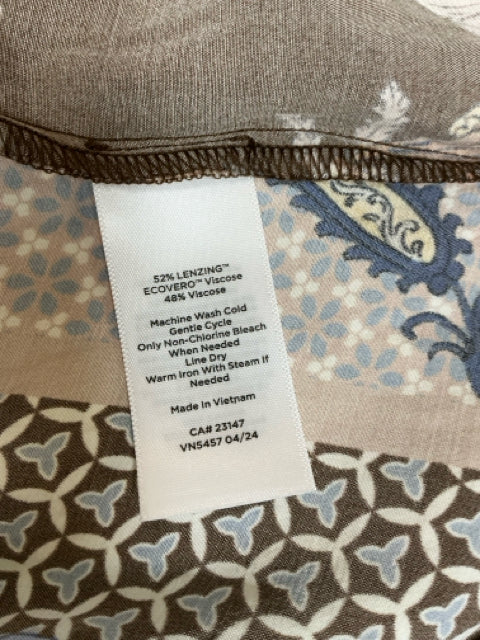 52% LENZING™
ECOVERO™ Viscose
48% Viscose
Machine Wash Cold
Gentle Cycle
Only Non-Chlorine Bleach
When Needed
Line Dry
Warm Iron With Steam If
Needed
Made In Vietnam
CA# 23147
VN5457 04/24